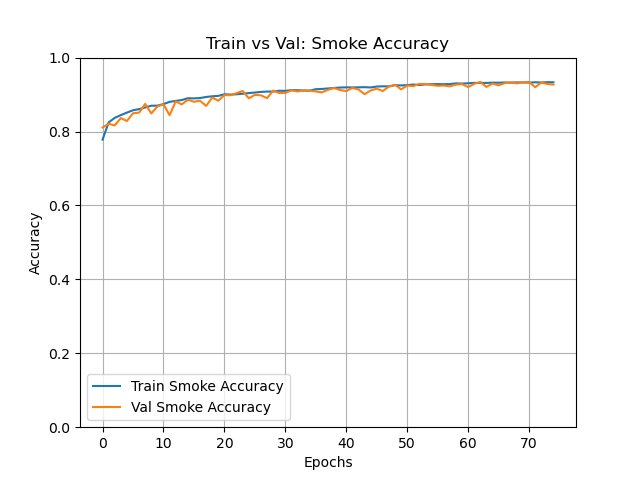 Train vs Val: Smoke Accuracy
1.0
0.8
0.6
0.4
0.2
0.0
Accuracy
Train Smoke Accuracy
Val Smoke Accuracy
0 10 20 30 40 50 60 70
Epochs